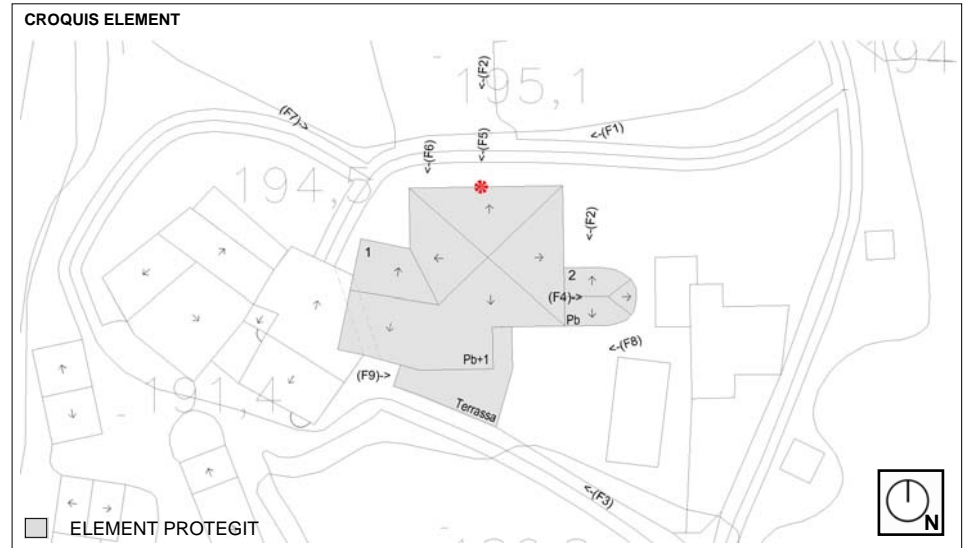 CROQUIS ELEMENT
194
<-(F2)
195,1
(F7)->
<-(F1)
<-(F6)
<-(F5)
194,5
<-(F2)
1
2
(F4)->
Pb
<-(F8)
Pb+1
(F9)->
191,4
Terrassa
<-(F3)
ELEMENT PROTEGIT
N